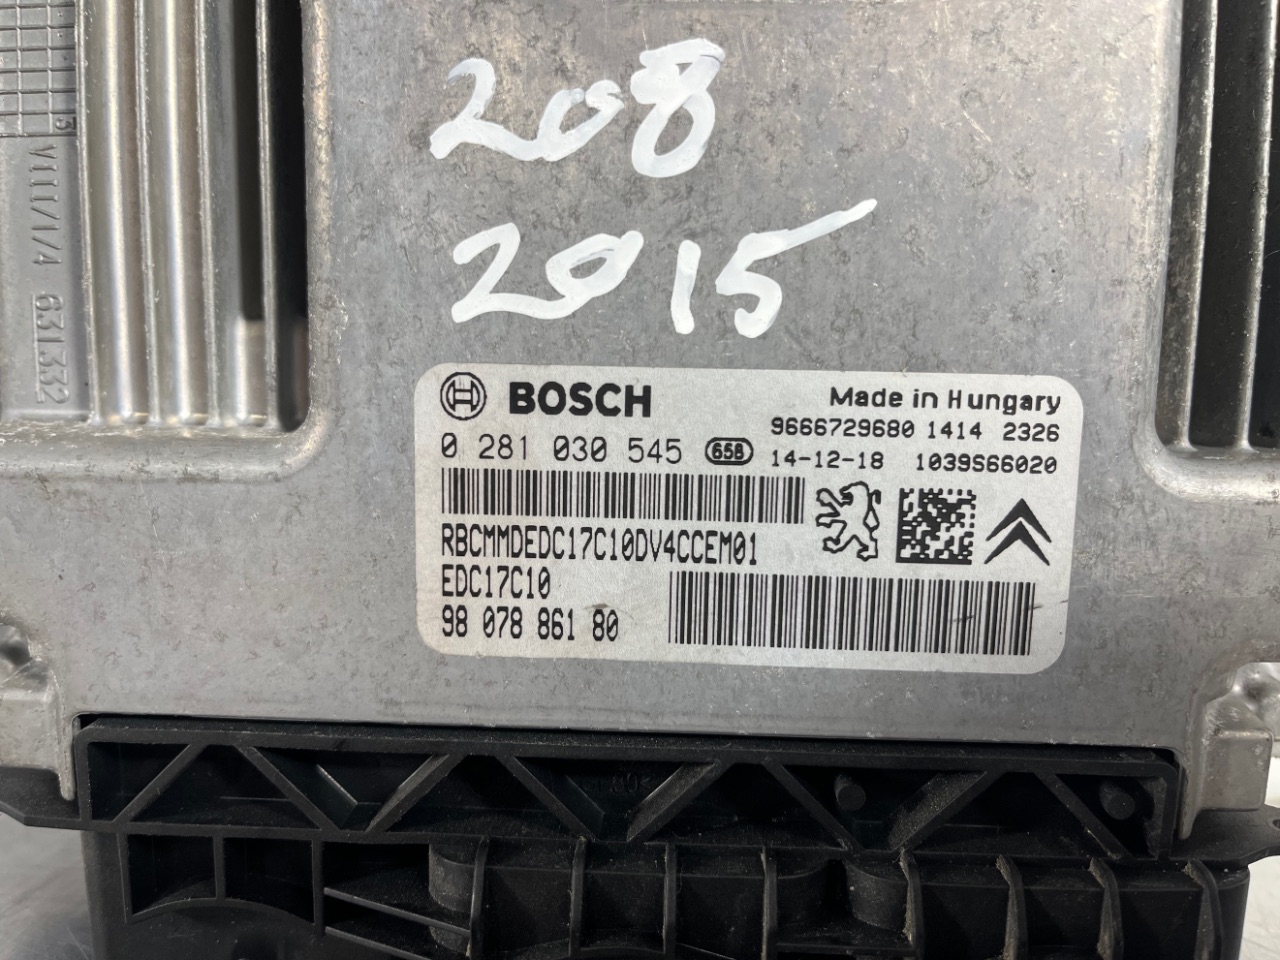 208
2015
3
VIII/1/4 631332
BOSCH
Made in Hungary
0 281 030 545 658
9666729680 1414 2326
14-12-18 1039S66020
RBCMMDEDC17C10DV4CCEM01
EDC17C10
98 078 861 80